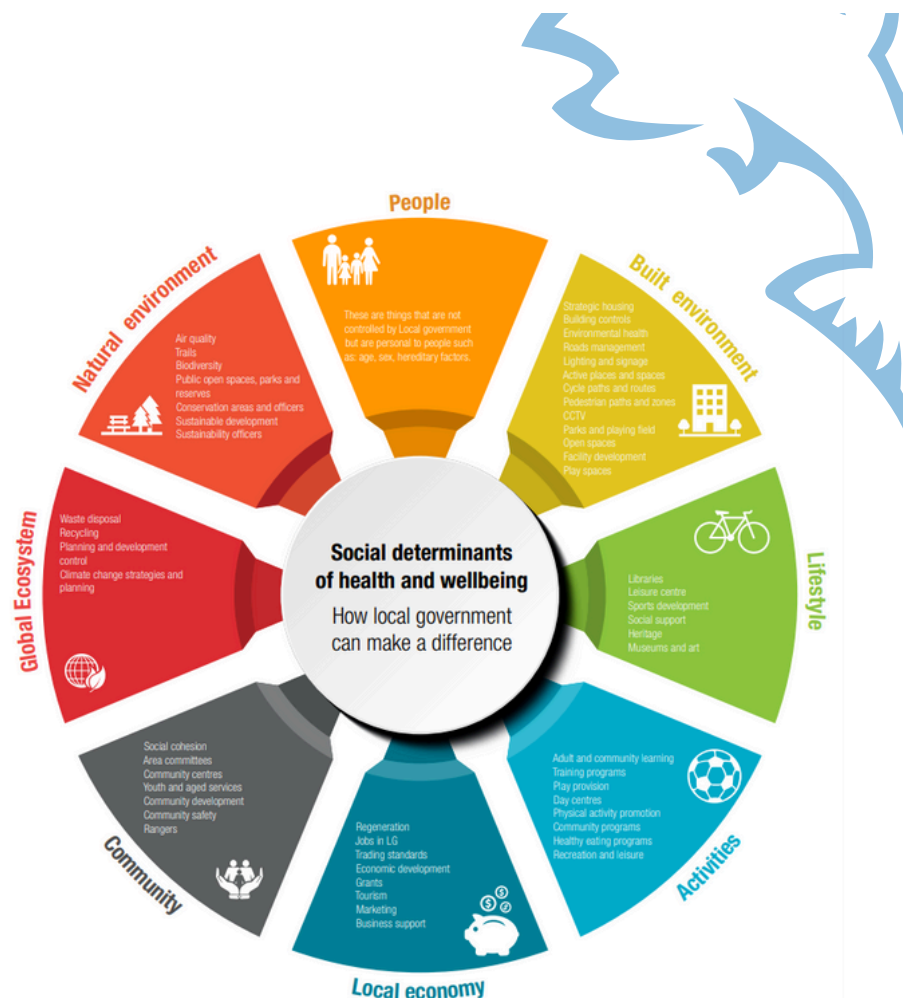 People
These are things that are not
controlled by Local government
but are personal to people such
as: age, sex, hereditary factors.
Built environment
Strategic housing
Building controls
Environmental health
Roads management
Lighting and signage
Active places and spaces
Cycle paths and routes
Pedestrian paths and zones
CCTV
Parks and playing field
Open spaces
Facility development
Play spaces
Lifestyle
Libraries
Leisure centre
Sports development
Social support
Heritage
Museums and art
Activities
Adult and community learning
Training programs
Play provision
Day centres
Physical activity promotion
Community programs
Healthy eating programs
Recreation and leisure
Local economy
Regeneration
Jobs in LG
Trading standards
Economic development
Grants
Tourism
Marketing
Business support
Community
Social cohesion
Area committees
Community centres
Youth and aged services
Community development
Community safety
Rangers
Global Ecosystem
Waste disposal
Recycling
Planning and development
control
Climate change strategies and
planning
Natural environment
Air quality
Trails
Biodiversity
Public open spaces, parks and
reserves
Conservation areas and officers
Sustainable development
Sustainability officers
Social determinants
of health and wellbeing
How local government
can make a difference